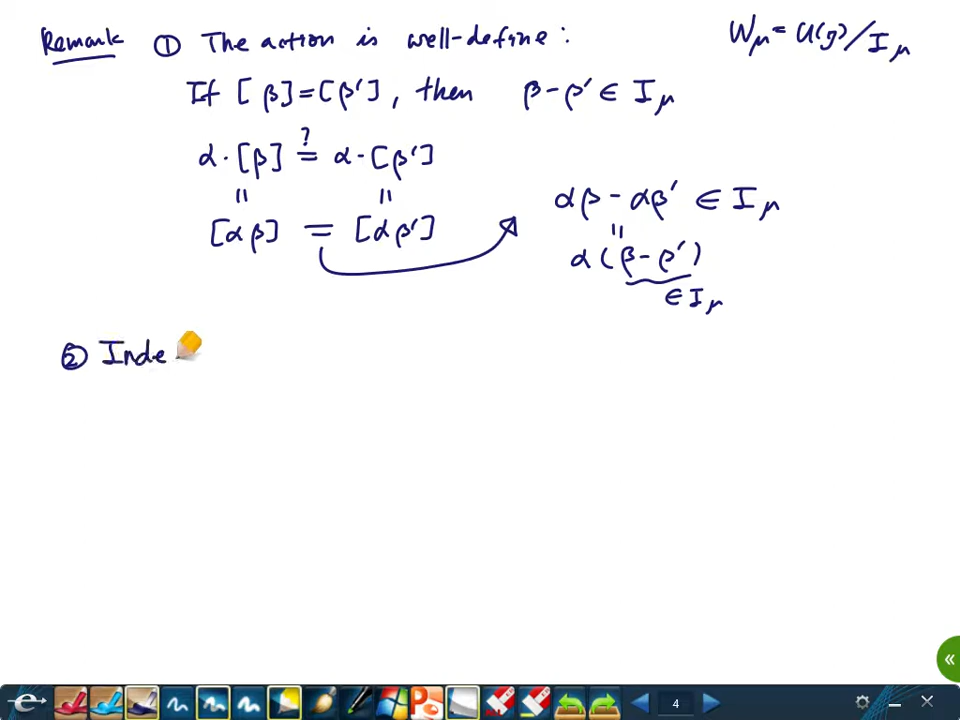 Remark ① The action is well-define : W_μ = U(g)/I_μ
If [β] = [β'], then β - β' ∈ I_μ
α · [β] ?= α · [β']
" "
[αβ] = [αβ'] αβ - αβ' ∈ I_μ
"
α (β - β')
∈ I_μ
② Inde
4